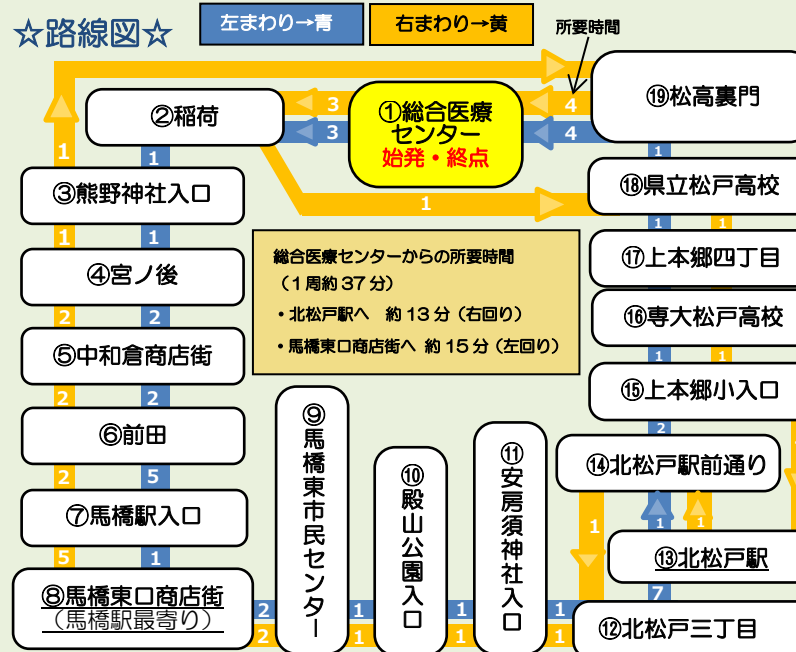 ☆路線図☆
左まわり→青
右まわり→黄
所要時間
①総合医療
センター
始発・終点
②稲荷
③熊野神社入口
④宮ノ後
⑤中和倉商店街
⑥前田
⑦馬橋駅入口
⑧馬橋東口商店街
(馬橋駅最寄り)
⑨馬橋東市民センター
⑩殿山公園入口
⑪安房須神社入口
⑫北松戸三丁目
⑬北松戸駅
⑭北松戸駅前通り
⑮上本郷小入口
⑯専大松戸高校
⑰上本郷四丁目
⑱県立松戸高校
⑲松高裏門
総合医療センターからの所要時間
(1周約37分)
・北松戸駅へ 約13分(右回り)
・馬橋東口商店街へ 約15分(左回り)
3
3
4
4
1
1
1
1
1
2
2
2
2
2
5
5
1
2
2
1
1
1
1
1
1
7
1
1
1
2
1
1
1
1
1